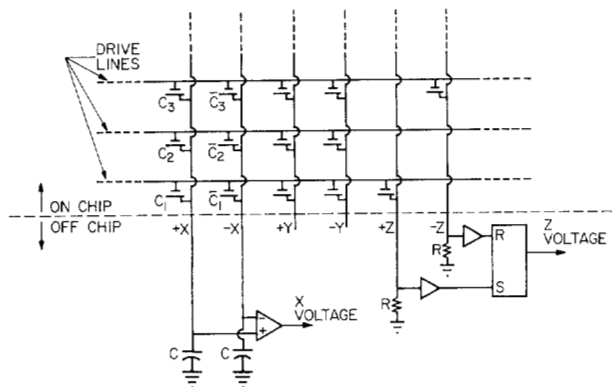 DRIVE
LINES
C3 C̄3
C2 C̄2
C1 C̄1
ON CHIP
OFF CHIP
+X -X +Y -Y +Z -Z
R
R
S
Z
VOLTAGE
R
X
VOLTAGE
-
+
C C